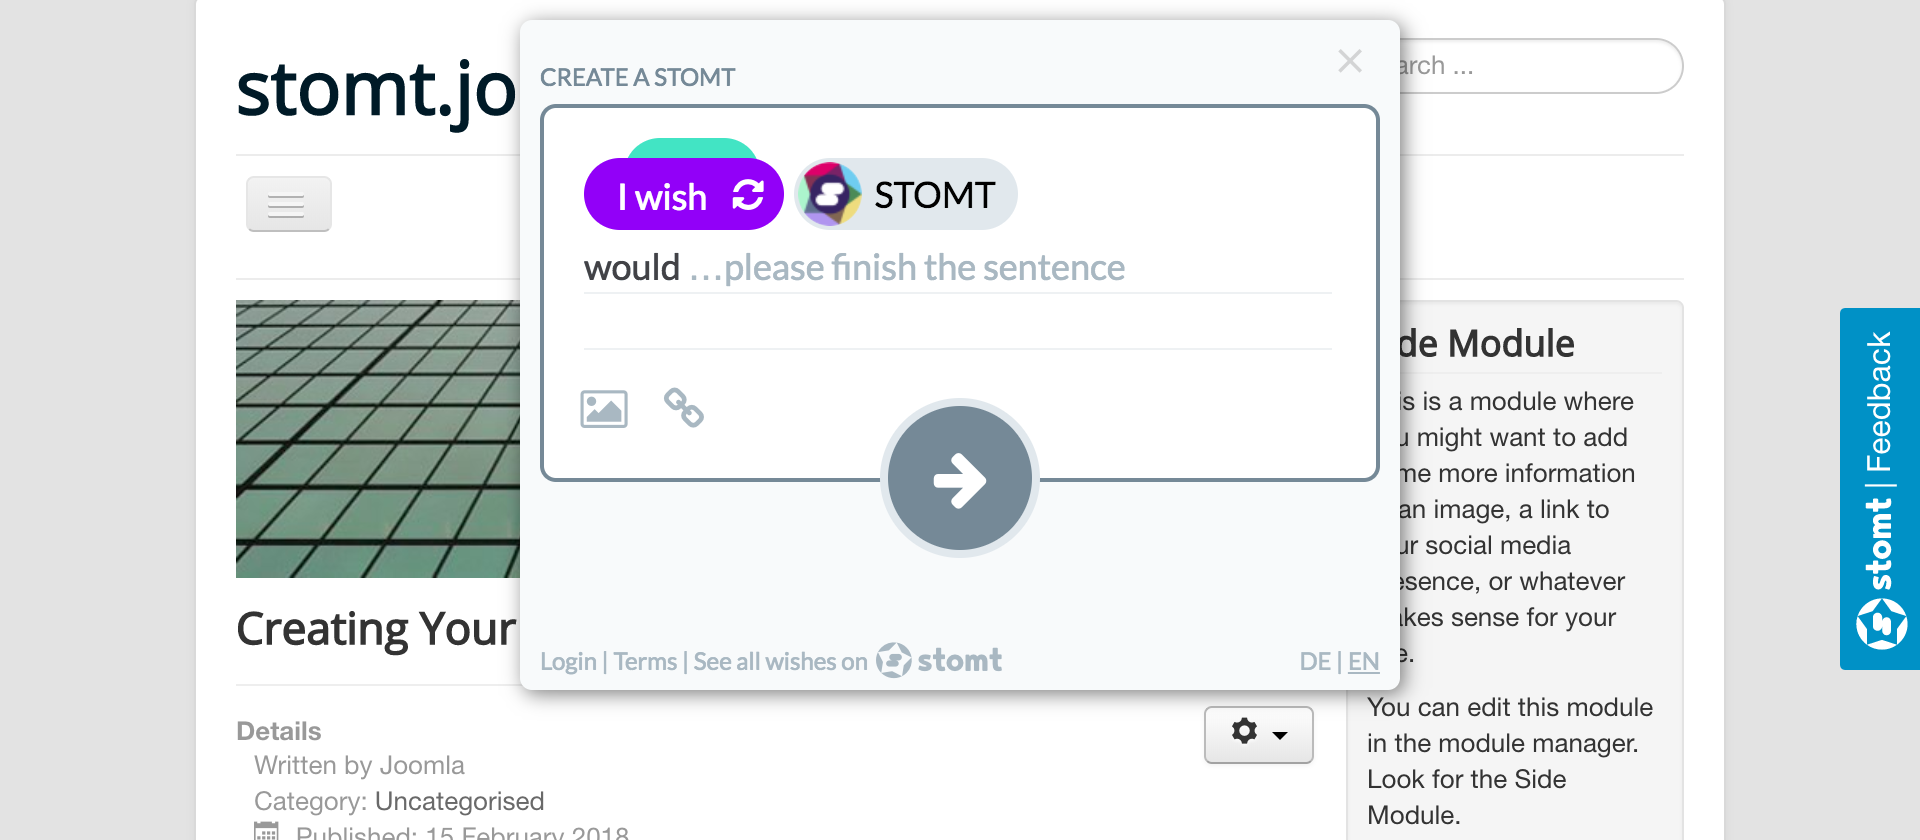 stomt.jo
arch ...
CREATE A STOMT
I wish STOMT
would ...please finish the sentence
Login | Terms | See all wishes on stomt
DE | EN
Creating Your
Details
Written by Joomla
Category: Uncategorised
Published: 15 February 2018
de Module
is is a module where
u might want to add
me more information
an image, a link to
ur social media
esence, or whatever
akes sense for your
e.
You can edit this module
in the module manager.
Look for the Side
Module.
stomt | Feedback